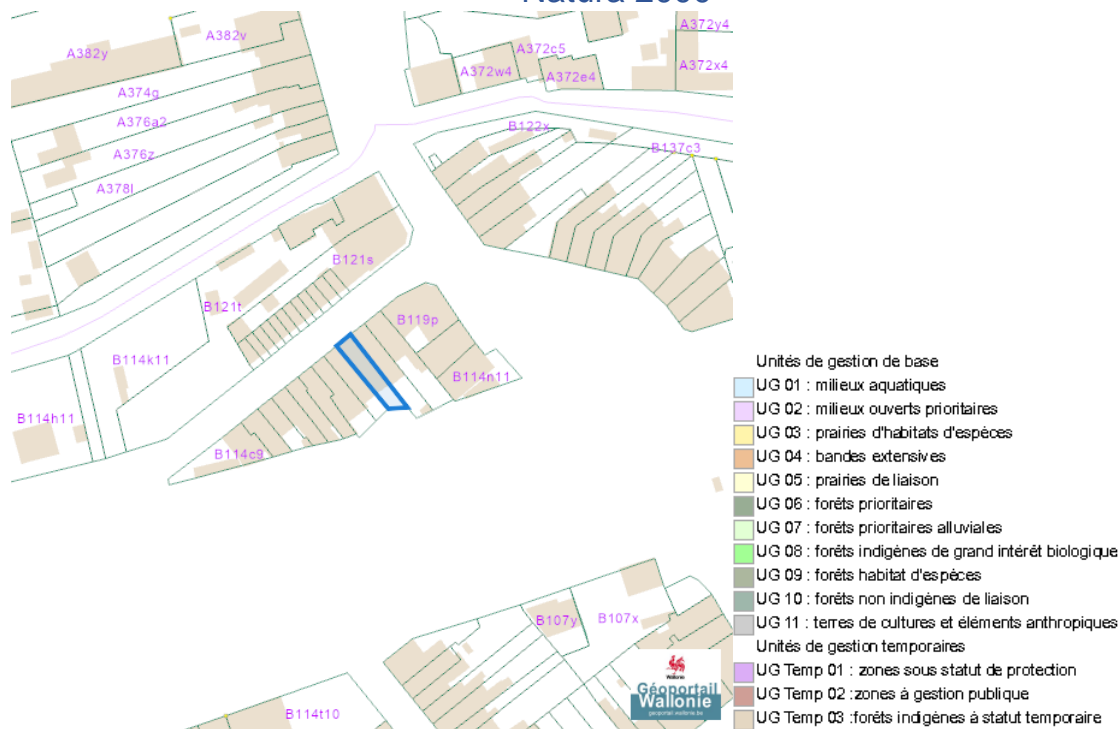 Natura 2000
A382v
A382y
A372y4
A372c5
A372w4
A372e4
A372x4
A374g
A376a2
B122x
A376z
B137c3
A378l
B121s
B121t
B119p
B114k11
B114n11
B114h11
B114c9
B107y
B107x
B114t10
Wallonie
Géoportail
Wallonie
geoportail.wallonie.be
Unités de gestion de base
UG 01 : milieux aquatiques
UG 02 : milieux ouverts prioritaires
UG 03 : prairies d'habitats d'espèces
UG 04 : bandes extensives
UG 05 : prairies de liaison
UG 06 : forêts prioritaires
UG 07 : forêts prioritaires alluviales
UG 08 : forêts indigènes de grand intérêt biologique
UG 09 : forêts habitat d'espèces
UG 10 : forêts non indigènes de liaison
UG 11 : terres de cultures et éléments anthropiques
Unités de gestion temporaires
UG Temp 01 : zones sous statut de protection
UG Temp 02 :zones à gestion publique
UG Temp 03 :forêts indigènes à statut temporaire